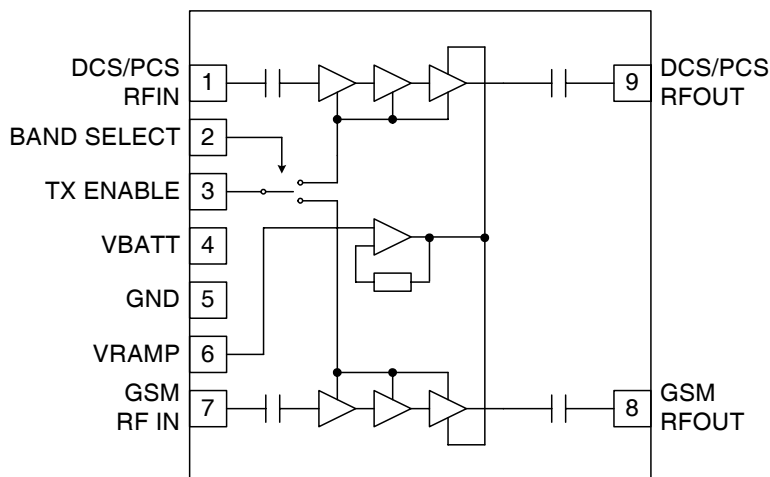 DCS/PCS
RFIN
1
BAND SELECT
2
TX ENABLE
3
VBATT
4
GND
5
VRAMP
6
GSM
RF IN
7
9
DCS/PCS
RFOUT
8
GSM
RFOUT